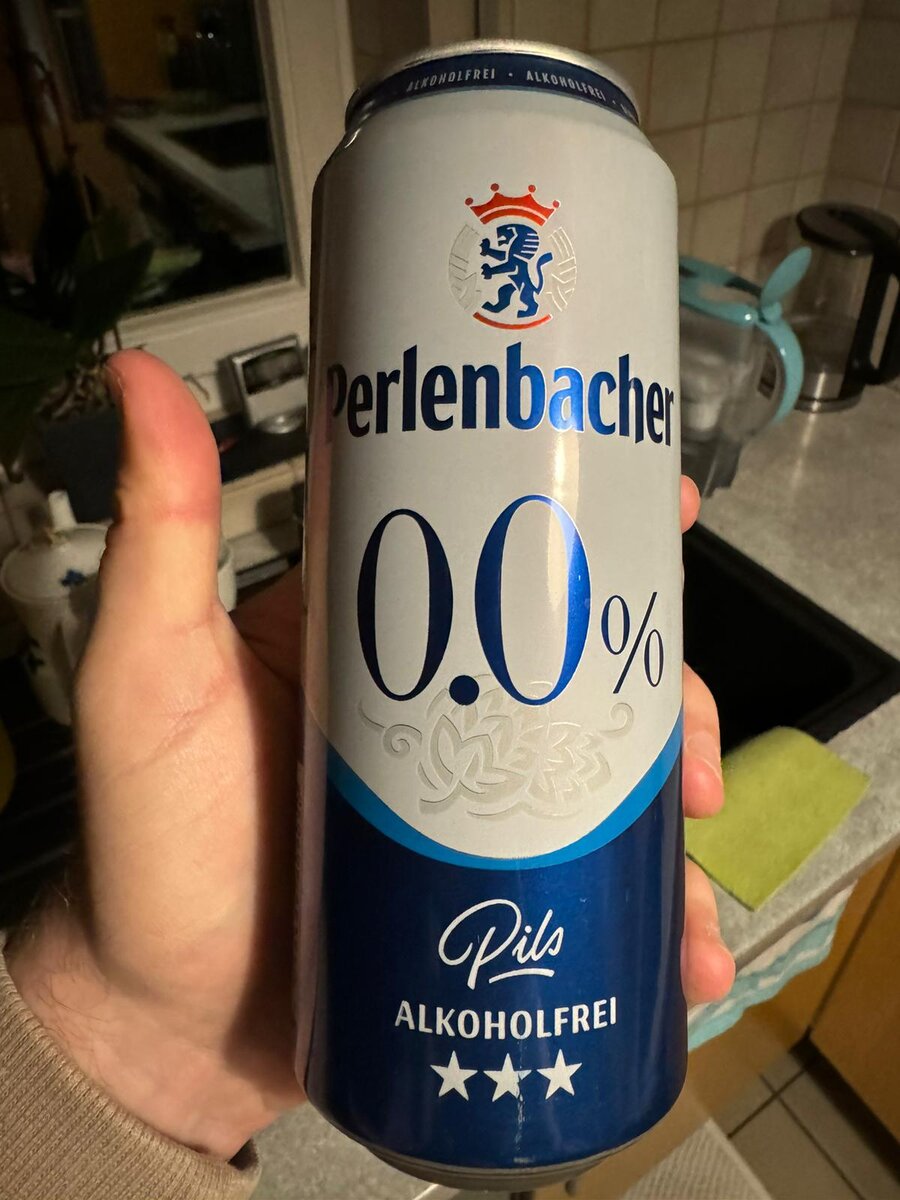 ALKOHOLFREI • ALKOHOLFREI •
Perlenbacher
0.0%
Pils
ALKOHOLFREI